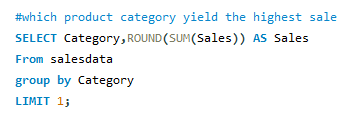 #which product category yield the highest sale
SELECT Category,ROUND(SUM(Sales)) AS Sales
From salesdata
group by Category
LIMIT 1;